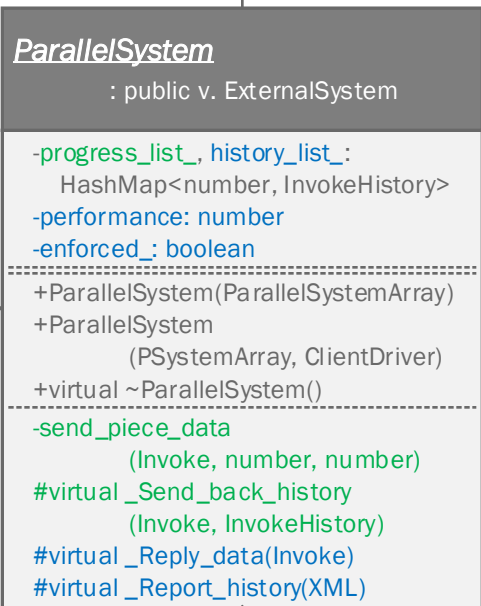 ParallelSystem
: public v. ExternalSystem
-progress_list_, history_list_:
HashMap<number, InvokeHistory>
-performance: number
-enforced_: boolean
+ParallelSystem(ParallelSystemArray)
+ParallelSystem
(PSystemArray, ClientDriver)
+virtual ~ParallelSystem()
-send_piece_data
(Invoke, number, number)
#virtual _Send_back_history
(Invoke, InvokeHistory)
#virtual _Reply_data(Invoke)
#virtual _Report_history(XML)